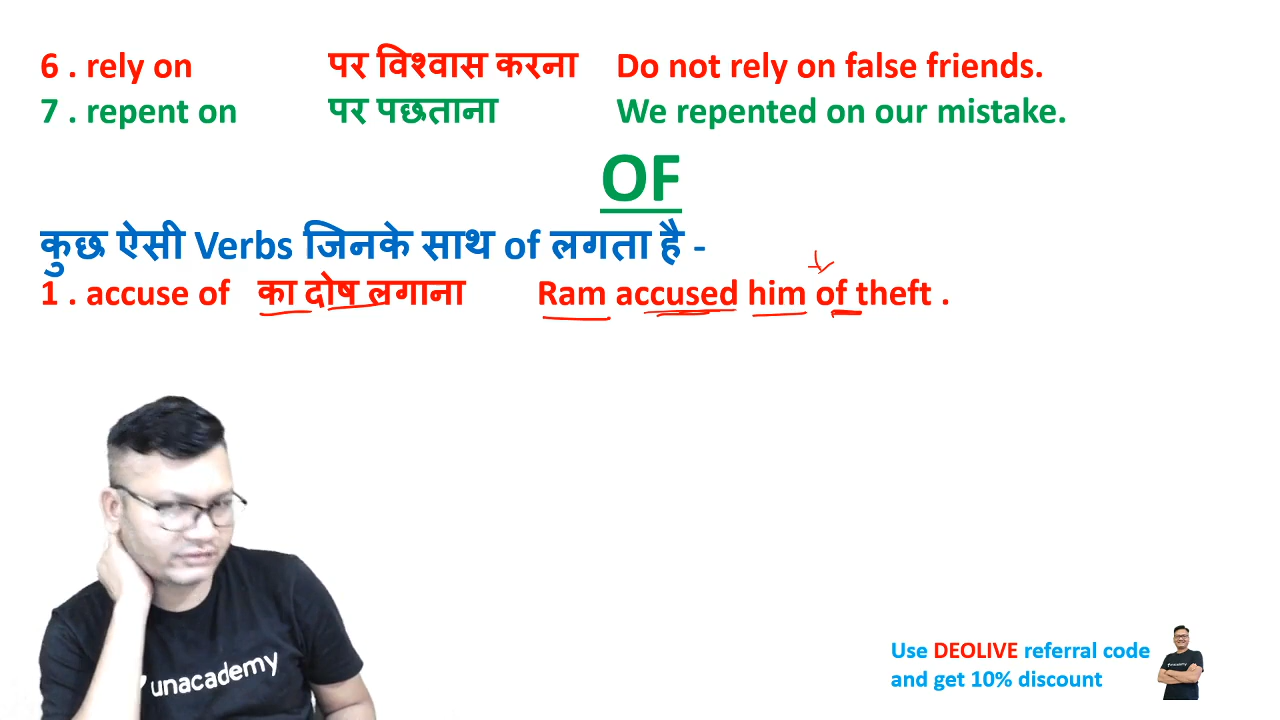 6 . rely on पर विश्वास करना Do not rely on false friends.
7 . repent on पर पछताना We repented on our mistake.
OF
कुछ ऐसी Verbs जिनके साथ of लगता है -
1 . accuse of का दोष लगाना Ram accused him of theft .
unacademy
Use DEOLIVE referral code
and get 10% discount
unacademy